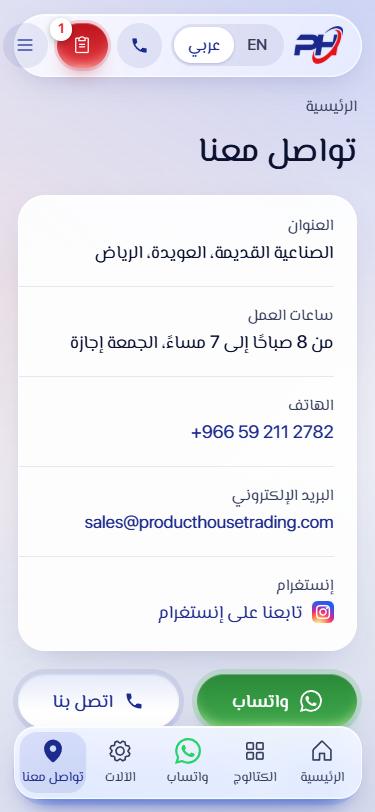 PH
EN
عربي
1
الرئيسية
تواصل معنا
العنوان
الصناعية القديمة، العويدة، الرياض
ساعات العمل
من 8 صباحًا إلى 7 مساءً، الجمعة إجازة
الهاتف
+966 59 211 2782
البريد الإلكتروني
sales@producthousetrading.com
إنستغرام
تابعنا على إنستغرام
واتساب
اتصل بنا
الرئيسية
الكتالوج
واتساب
الآلات
تواصل معنا